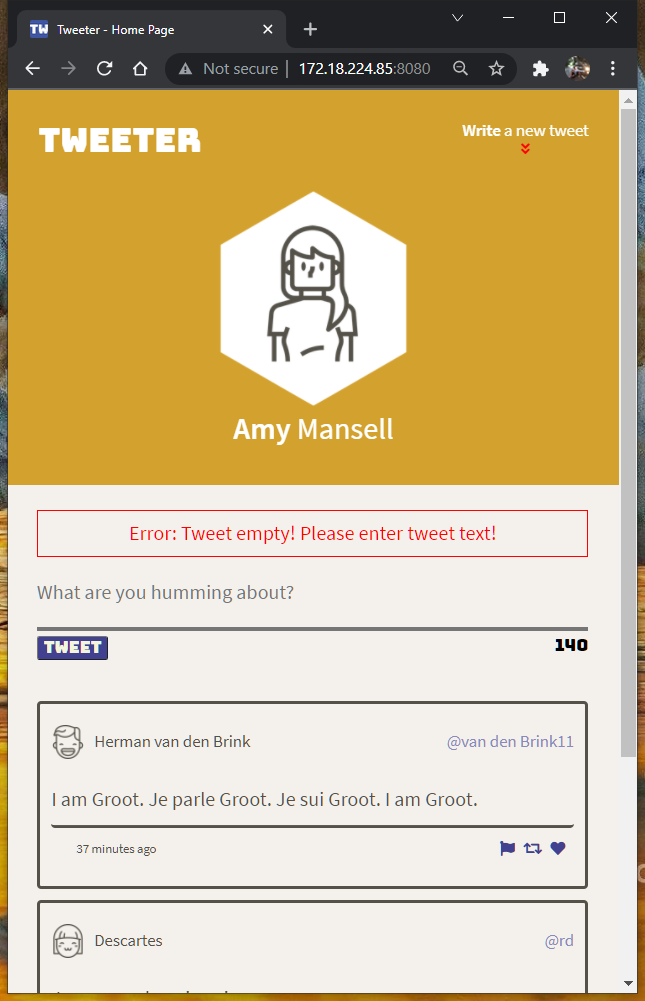 TW Tweeter - Home Page
Not secure | 172.18.224.85:8080
TWEETER
Write a new tweet
Amy Mansell
Error: Tweet empty! Please enter tweet text!
What are you humming about?
TWEET 140
Herman van den Brink @van den Brink11
I am Groot. Je parle Groot. Je sui Groot. I am Groot.
37 minutes ago
Descartes @rd